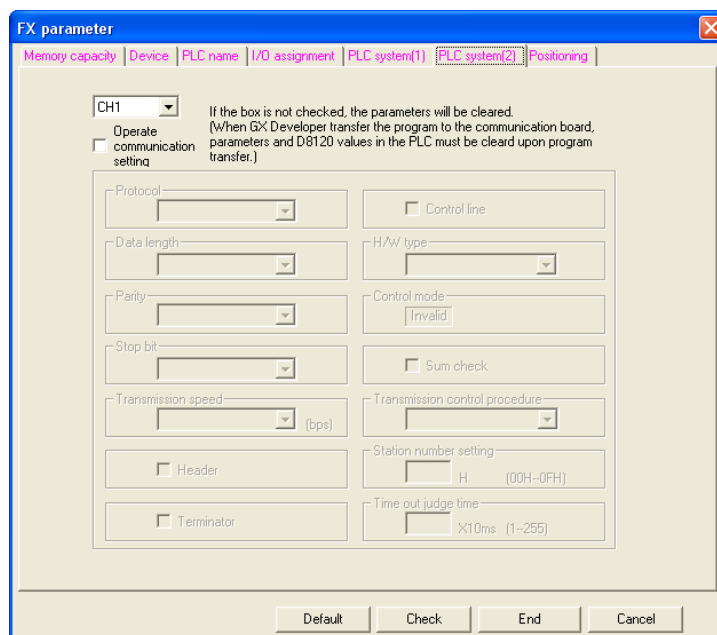 FX parameter
Memory capacity Device PLC name I/O assignment PLC system(1) PLC system(2) Positioning
CH1
If the box is not checked, the parameters will be cleared.
(When GX Developer transfer the program to the communication board,
parameters and D8120 values in the PLC must be cleard upon program
transfer.)
Operate
communication
setting
Protocol
Control line
Data length
H/W type
Parity
Control mode
Invalid
Stop bit
Sum check
Transmission speed
(bps)
Transmission control procedure
Header
Station number setting
H (00H--0FH)
Terminator
Time out judge time
X10ms (1--255)
Default Check End Cancel